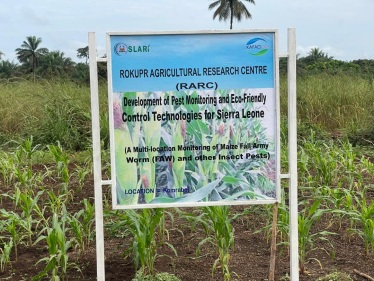 SLARI
KAFACI
ROKUPR AGRICULTURAL RESEARCH CENTRE
(RARC)
Development of Pest Monitoring and Eco-Friendly
Control Technologies for Sierra Leone
(A Multi-location Monitoring of Maize Fall Army
Worm (FAW) and other Insect Pests)
LOCATION =